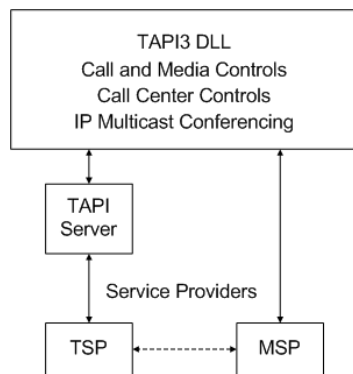 TAPI3 DLL
Call and Media Controls
Call Center Controls
IP Multicast Conferencing
TAPI
Server
Service Providers
TSP
MSP